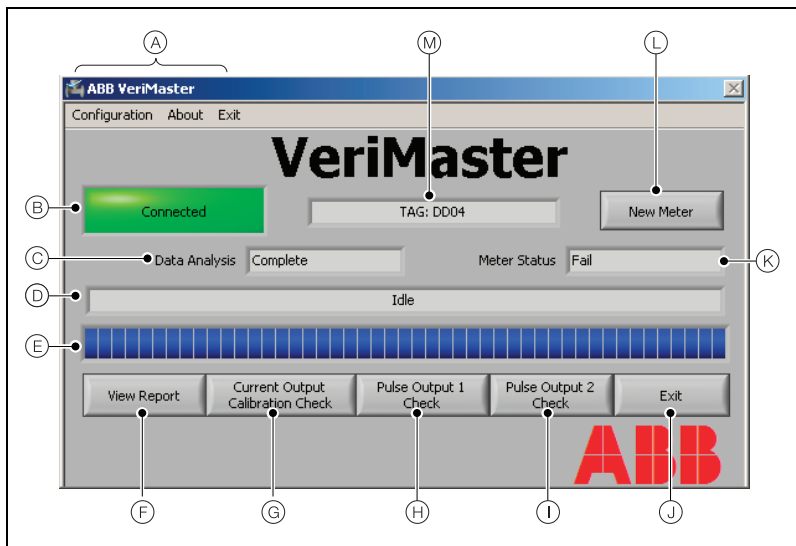 A
M
L
ABB VeriMaster
Configuration About Exit
VeriMaster
B
Connected
TAG: DD04
New Meter
C
Data Analysis
Complete
Meter Status
Fail
K
D
Idle
E
View Report
Current Output
Calibration Check
Pulse Output 1
Check
Pulse Output 2
Check
Exit
ABB
F
G
H
I
J